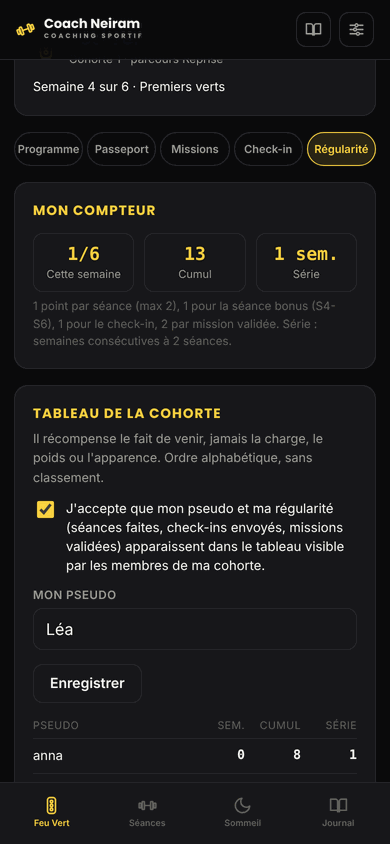 Coach Neiram
COACHING SPORTIF
Cohorte 1 · parcours Reprise
Semaine 4 sur 6 · Premiers verts
Programme
Passeport
Missions
Check-in
Régularité
MON COMPTEUR
1/6
Cette semaine
13
Cumul
1 sem.
Série
1 point par séance (max 2), 1 pour la séance bonus (S4-
S6), 1 pour le check-in, 2 par mission validée. Série :
semaines consécutives à 2 séances.
TABLEAU DE LA COHORTE
Il récompense le fait de venir, jamais la charge, le
poids ou l'apparence. Ordre alphabétique, sans
classement.
J'accepte que mon pseudo et ma régularité
(séances faites, check-ins envoyés, missions
validées) apparaissent dans le tableau visible
par les membres de ma cohorte.
MON PSEUDO
Léa
Enregistrer
PSEUDO SEM. CUMUL SÉRIE
anna 0 8 1
Feu Vert
Séances
Sommeil
Journal